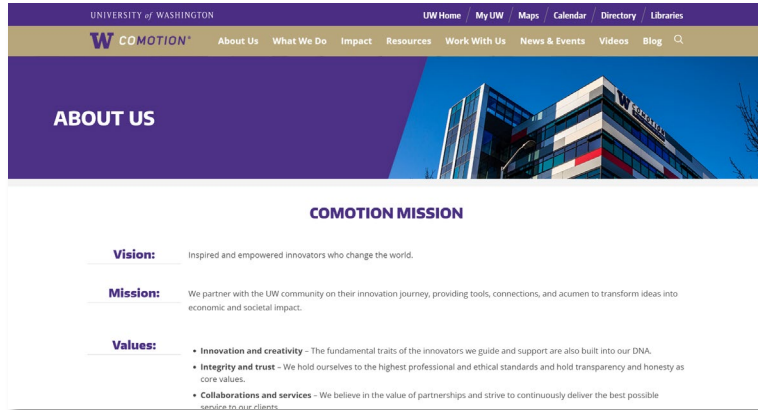 UNIVERSITY of WASHINGTON
UW Home / My UW / Maps / Calendar / Directory / Libraries
W COMOTION®
About Us What We Do Impact Resources Work With Us News & Events Videos Blog
ABOUT US
W COMOTION
COMOTION MISSION
Vision:
Inspired and empowered innovators who change the world.
Mission:
We partner with the UW community on their innovation journey, providing tools, connections, and acumen to transform ideas into
economic and societal impact.
Values:
• Innovation and creativity – The fundamental traits of the innovators we guide and support are also built into our DNA.
• Integrity and trust – We hold ourselves to the highest professional and ethical standards and hold transparency and honesty as
core values.
• Collaborations and services – We believe in the value of partnerships and strive to continuously deliver the best possible
service to our clients